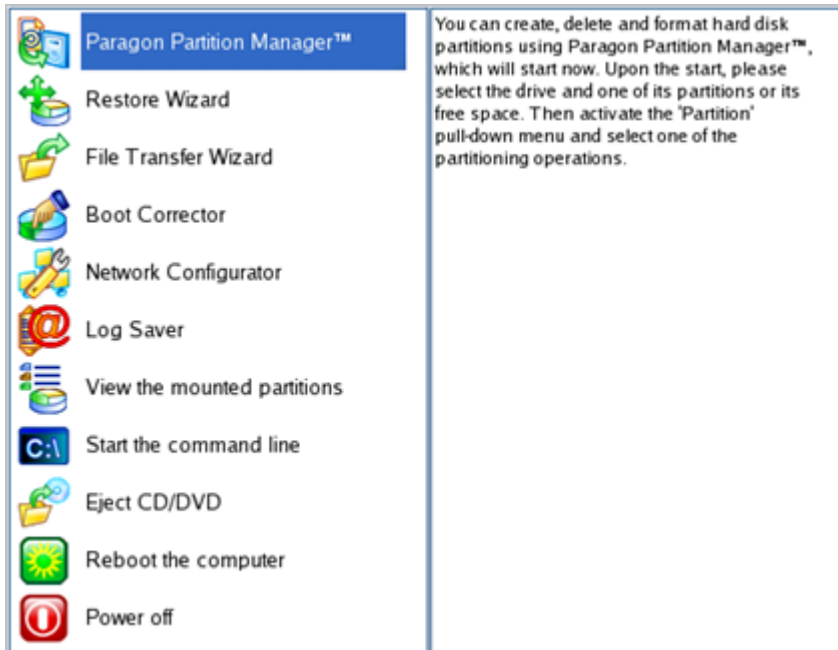 Paragon Partition Manager™
Restore Wizard
File Transfer Wizard
Boot Corrector
Network Configurator
@
Log Saver
View the mounted partitions
C:\
Start the command line
Eject CD/DVD
Reboot the computer
Power off
You can create, delete and format hard disk
partitions using Paragon Partition Manager™,
which will start now. Upon the start, please
select the drive and one of its partitions or its
free space. Then activate the 'Partition'
pull-down menu and select one of the
partitioning operations.